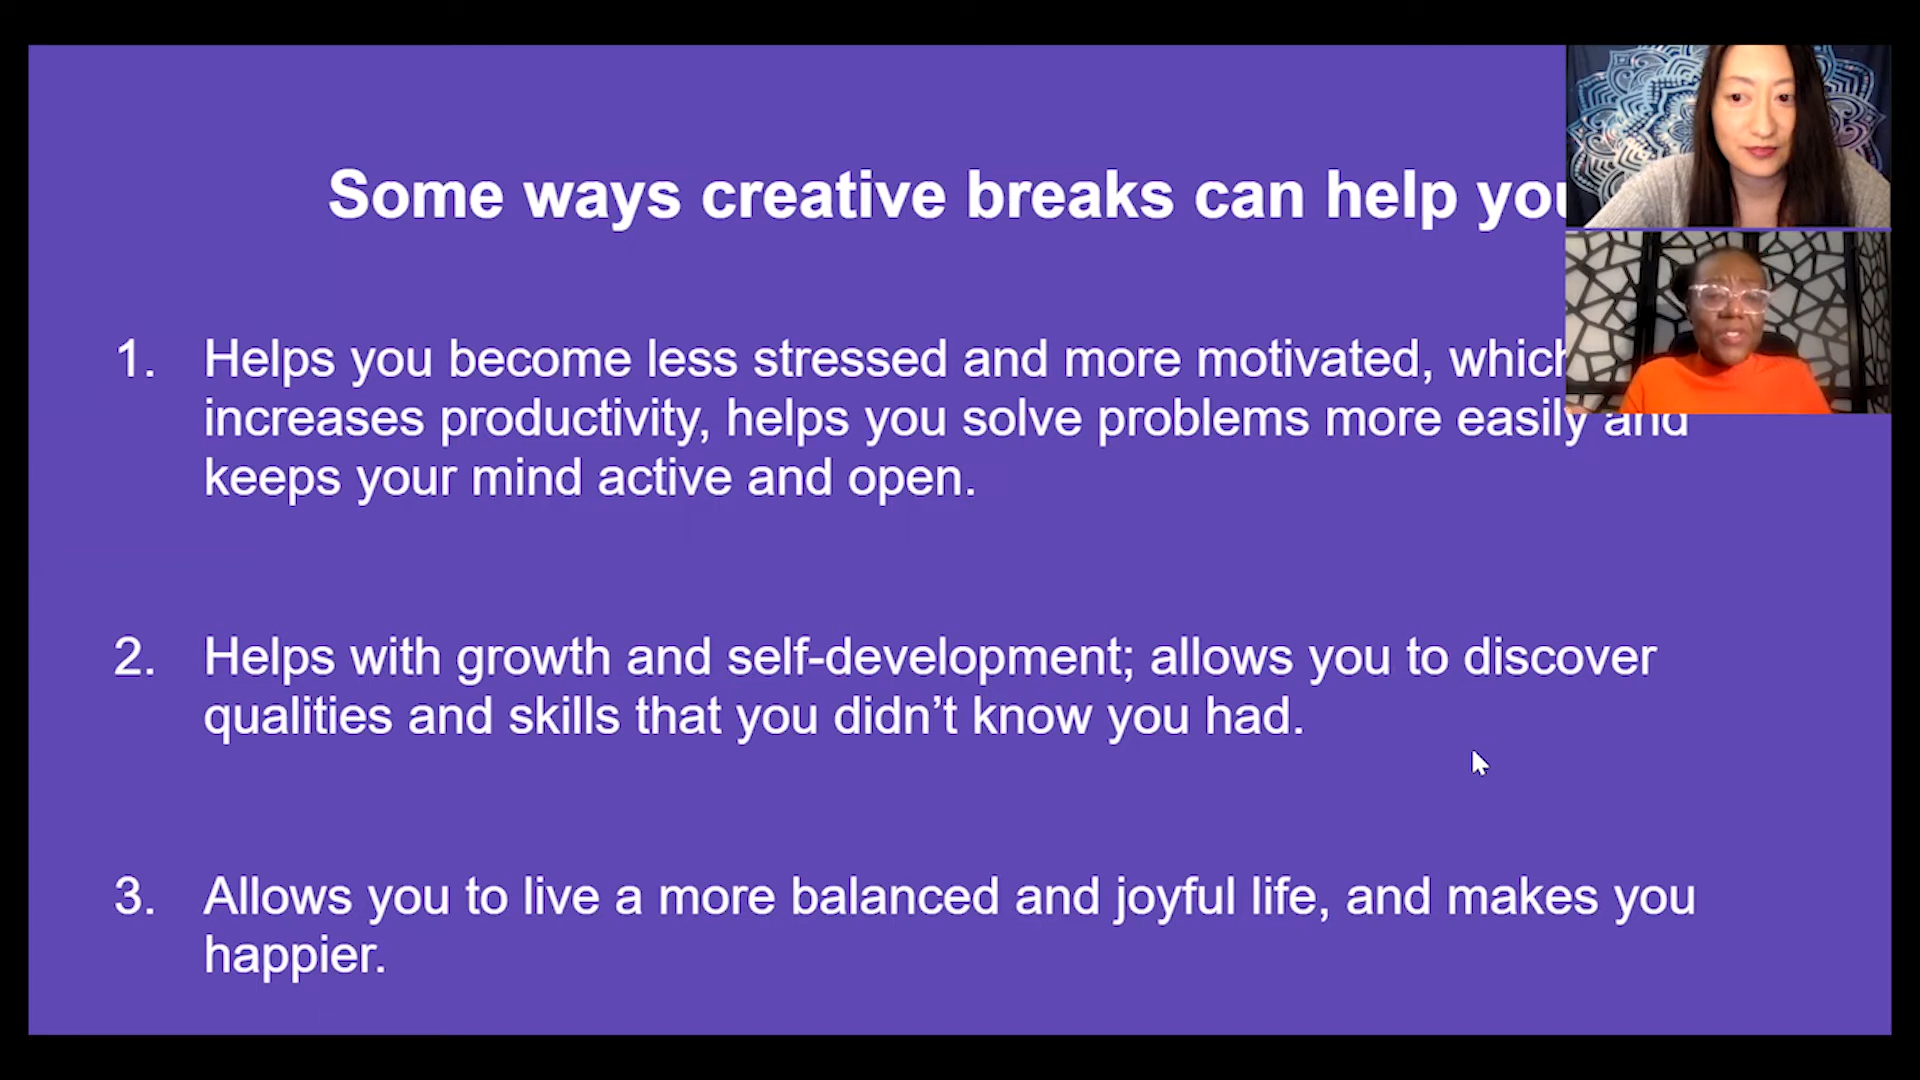 Some ways creative breaks can help you
1. Helps you become less stressed and more motivated, which
increases productivity, helps you solve problems more easily and
keeps your mind active and open.
2. Helps with growth and self-development; allows you to discover
qualities and skills that you didn’t know you had.
3. Allows you to live a more balanced and joyful life, and makes you
happier.